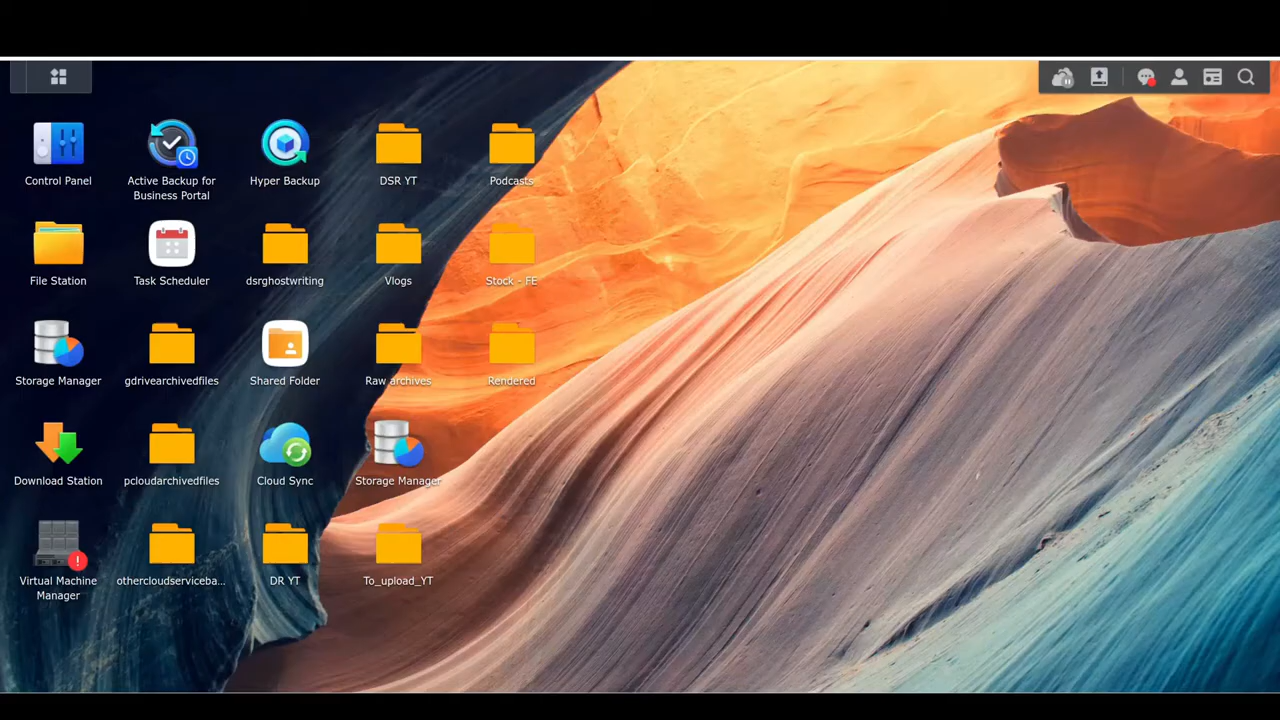 Control Panel
Active Backup for
Business Portal
Hyper Backup
DSR YT
Podcasts
File Station
Task Scheduler
dsrghostwriting
Vlogs
Stock - FE
Storage Manager
gdrivearchivedfiles
Shared Folder
Raw archives
Rendered
Download Station
pcloudarchivedfiles
Cloud Sync
Storage Manager
Virtual Machine
Manager
othercloudserviceba...
DR YT
To_upload_YT